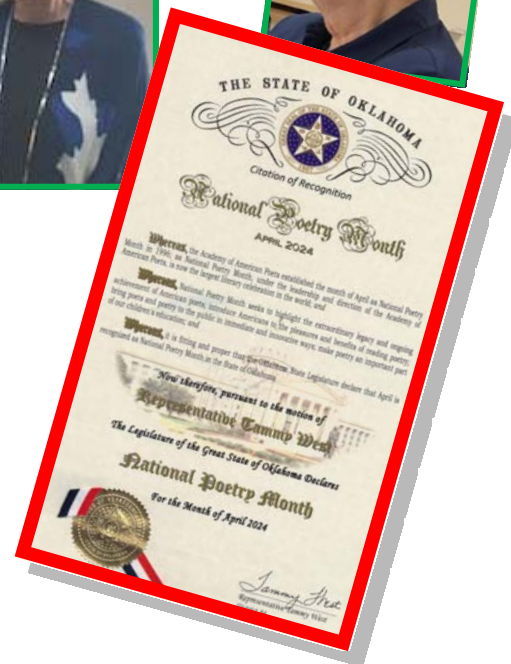 THE STATE OF OKLAHOMA
Citation of Recognition
National Poetry Month
APRIL 2024
Whereas, the Academy of American Poets established the month of April as National Poetry
Month in 1996; as National Poetry Month, under the leadership and direction of the Academy of
American Poets, is now the largest literary celebration in the world; and
Whereas, National Poetry Month seeks to highlight the extraordinary legacy and ongoing
achievement of American poets, introduce Americans to the pleasures and benefits of reading poetry,
bring poets and poetry to the public in immediate and innovative ways, make poetry an important part
of our children's education; and
Whereas, it is fitting and proper that the Oklahoma State Legislature declare that April is
recognized as National Poetry Month in the State of Oklahoma.
Now therefore, pursuant to the motion of
Representative Tammy West
The Legislature of the Great State of Oklahoma Declares
National Poetry Month
For the Month of April 2024
Tammy West
Representative Tammy West